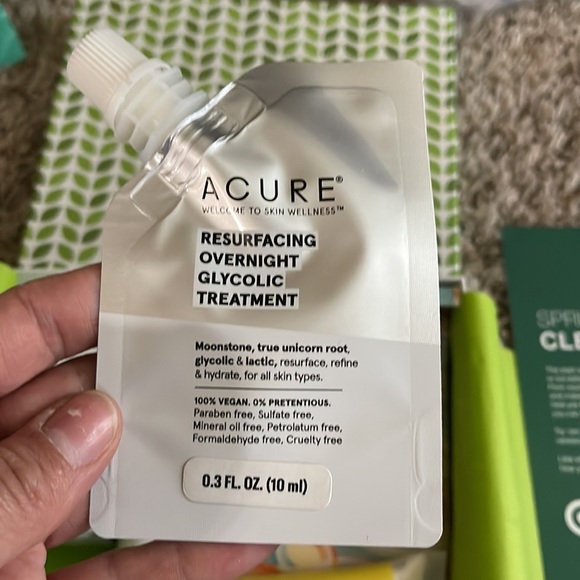 ACURE®
WELCOME TO SKIN WELLNESS™
RESURFACING
OVERNIGHT
GLYCOLIC
TREATMENT
Moonstone, true unicorn root,
glycolic & lactic, resurface, refine
& hydrate, for all skin types.
100% VEGAN. 0% PRETENTIOUS.
Paraben free, Sulfate free,
Mineral oil free, Petrolatum free,
Formaldehyde free, Cruelty free
0.3 FL. OZ. (10 ml)